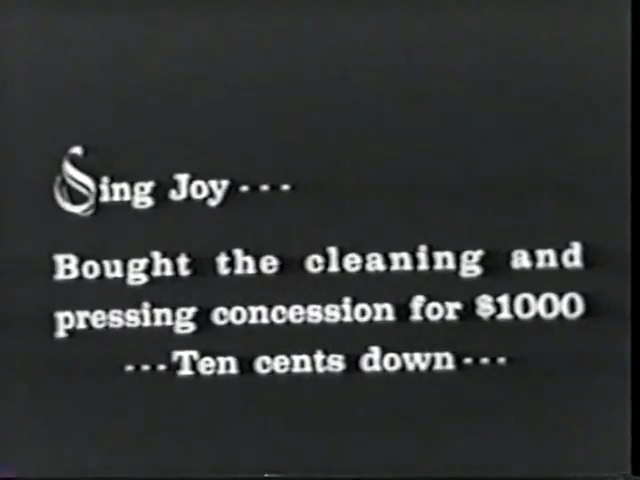 Sing Joy----
Bought the cleaning and
pressing concession for $1000
---Ten cents down---